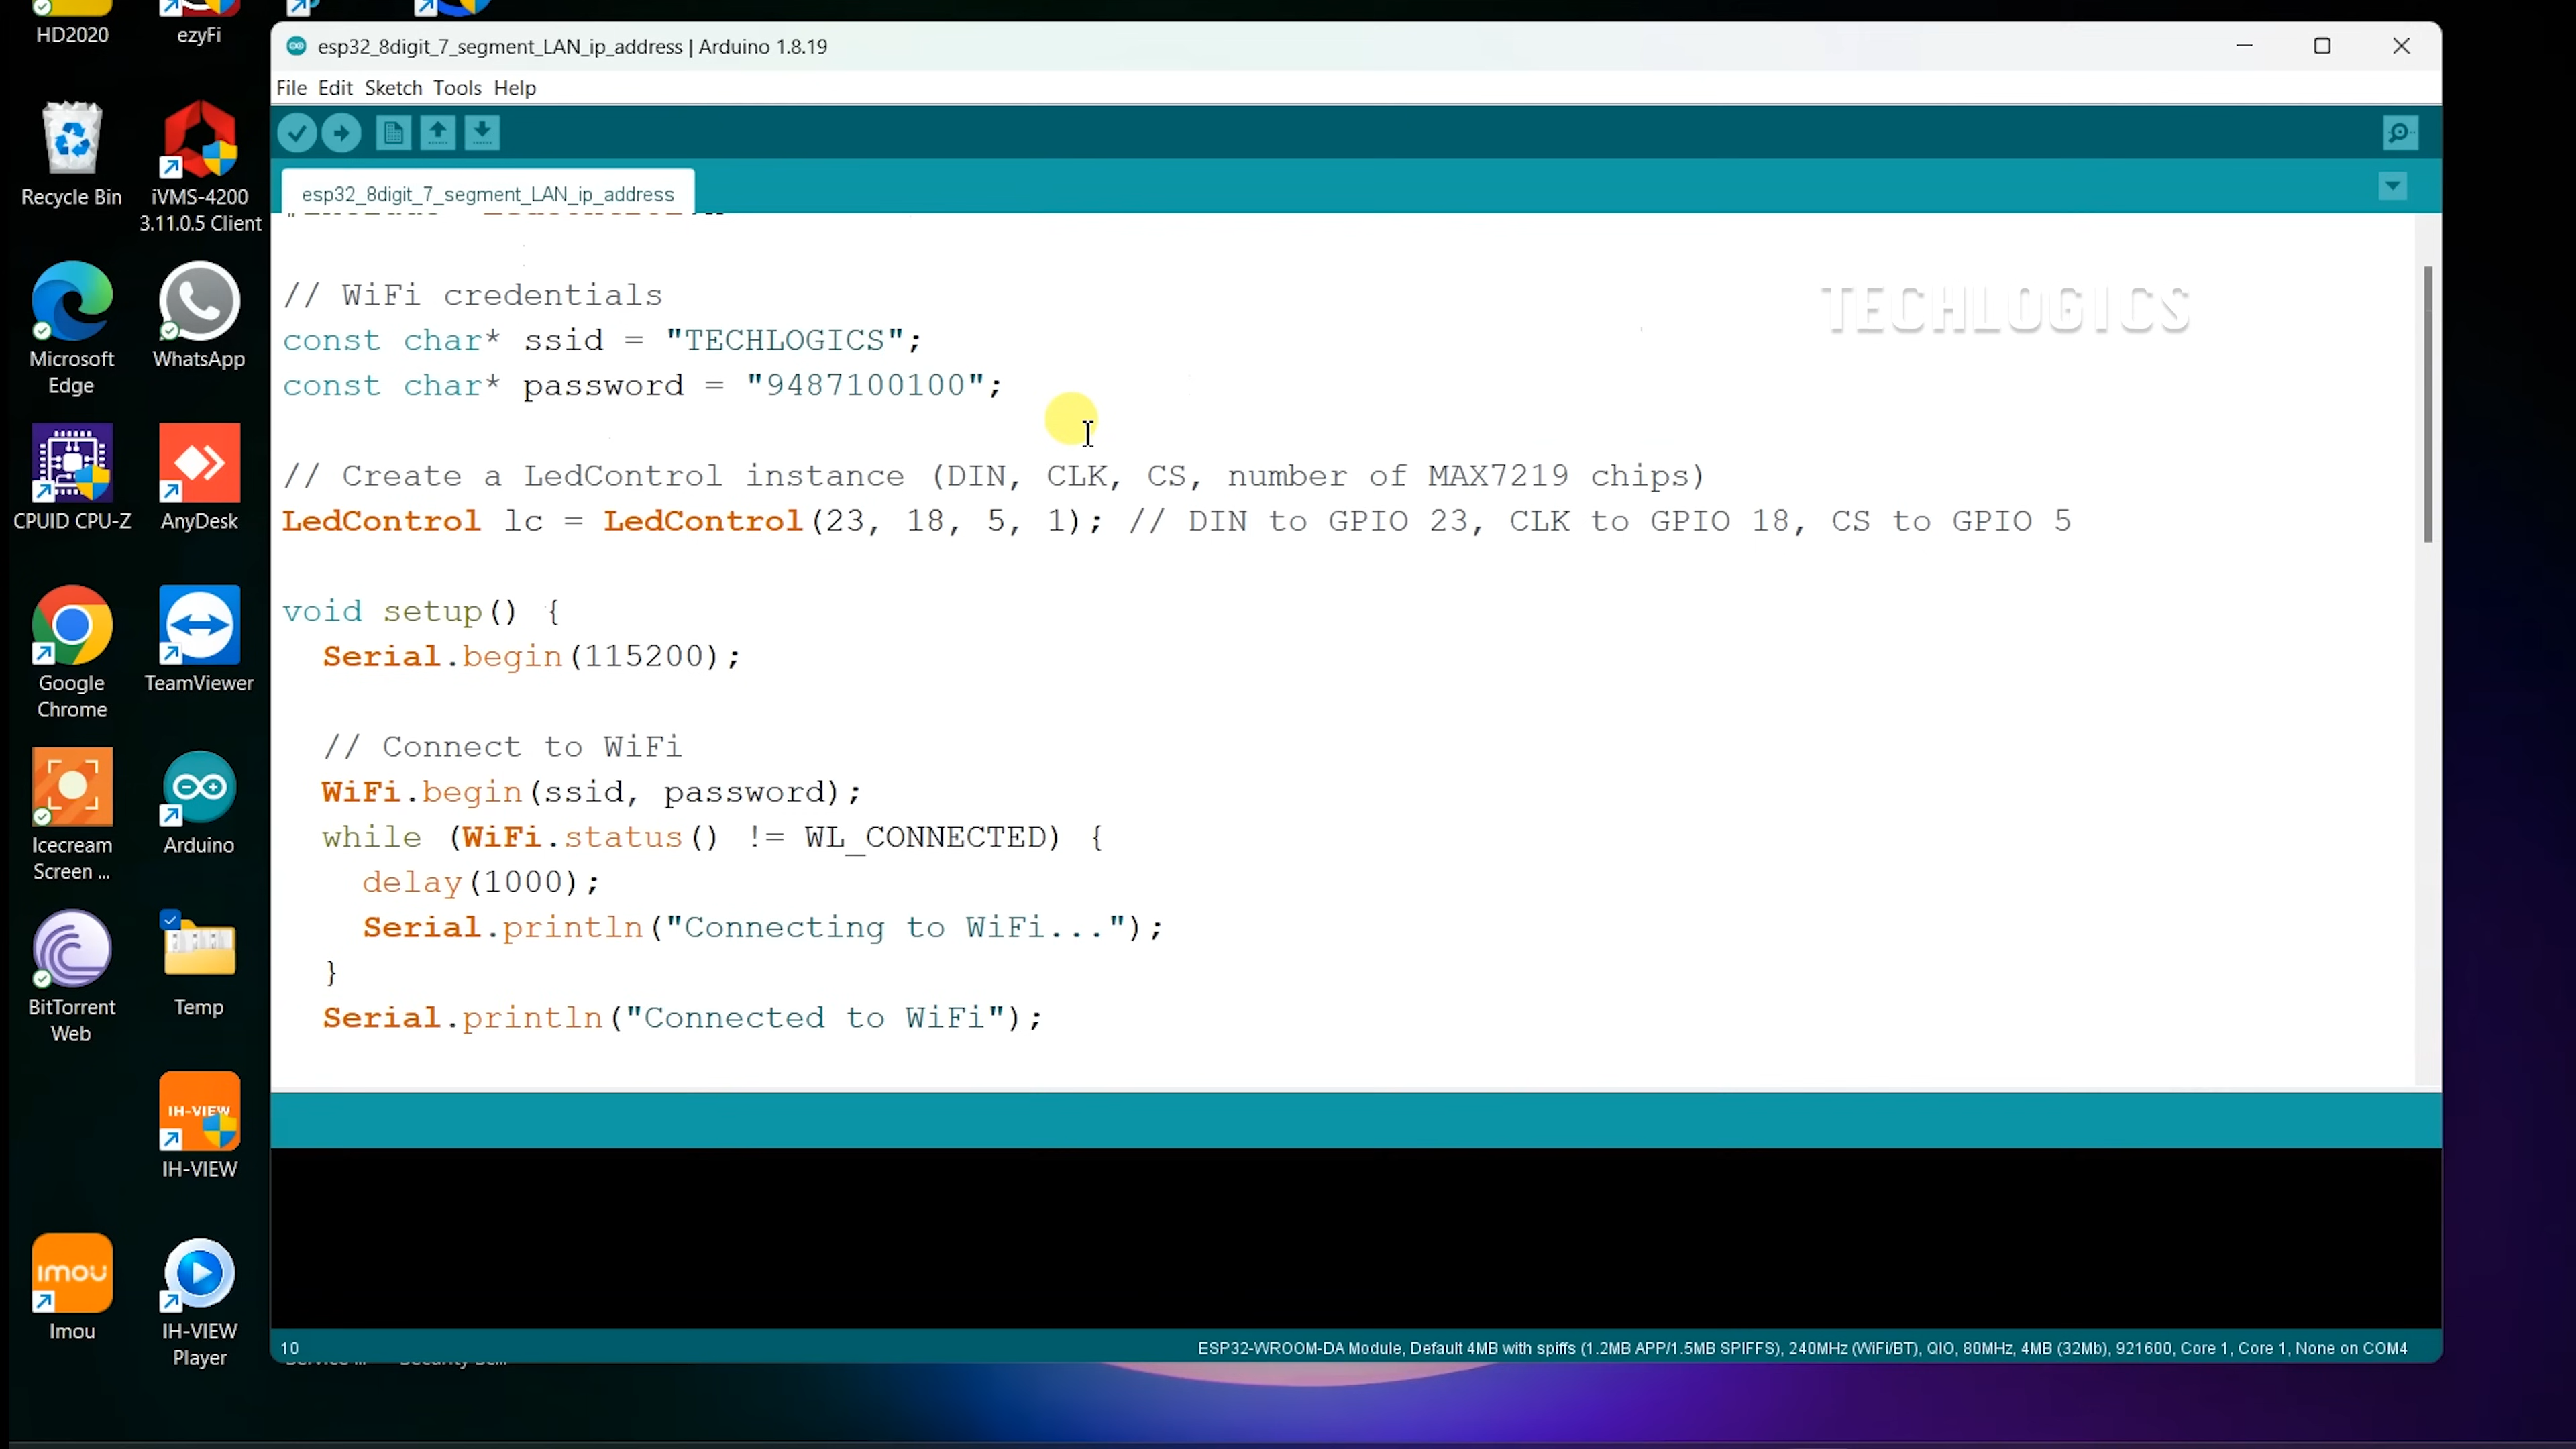 HD2020
ezyFi
esp32_8digit_7_segment_LAN_ip_address | Arduino 1.8.19
File Edit Sketch Tools Help
esp32_8digit_7_segment_LAN_ip_address
Recycle Bin
iVMS-4200
3.11.0.5 Client
Microsoft
Edge
WhatsApp
CPUID CPU-Z
AnyDesk
Google
Chrome
TeamViewer
Icecream
Screen ...
Arduino
BitTorrent
Web
Temp
IH-VIEW
IH-VIEW
imou
Imou
IH-VIEW
Player
TECHLOGICS
// WiFi credentials
const char* ssid = "TECHLOGICS";
const char* password = "9487100100";
// Create a LedControl instance (DIN, CLK, CS, number of MAX7219 chips)
LedControl lc = LedControl(23, 18, 5, 1); // DIN to GPIO 23, CLK to GPIO 18, CS to GPIO 5
void setup() {
Serial.begin(115200);
// Connect to WiFi
WiFi.begin(ssid, password);
while (WiFi.status() != WL_CONNECTED) {
delay(1000);
Serial.println("Connecting to WiFi...");
}
Serial.println("Connected to WiFi");
10
ESP32-WROOM-DA Module, Default 4MB with spiffs (1.2MB APP/1.5MB SPIFFS), 240MHz (WiFi/BT), QIO, 80MHz, 4MB (32Mb), 921600, Core 1, Core 1, None on COM4